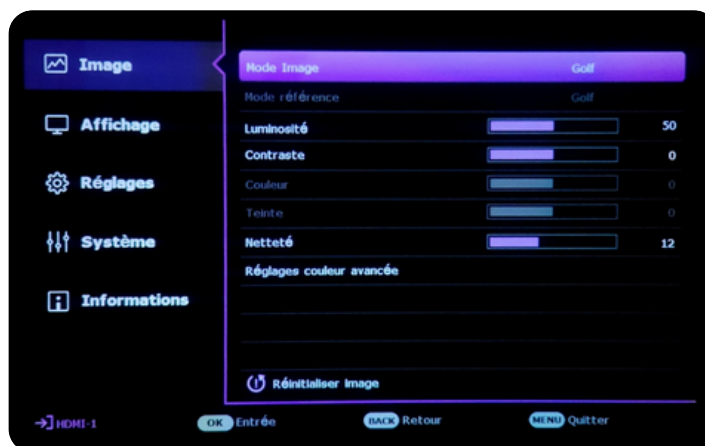 Image
Affichage
Réglages
Système
Informations
Mode Image Golf
Mode référence Golf
Luminosité 50
Contraste 0
Couleur 0
Teinte 0
Netteté 12
Réglages couleur avancée
Réinitialiser image
HDMI-1
OK Entrée
BACK Retour
MENU Quitter